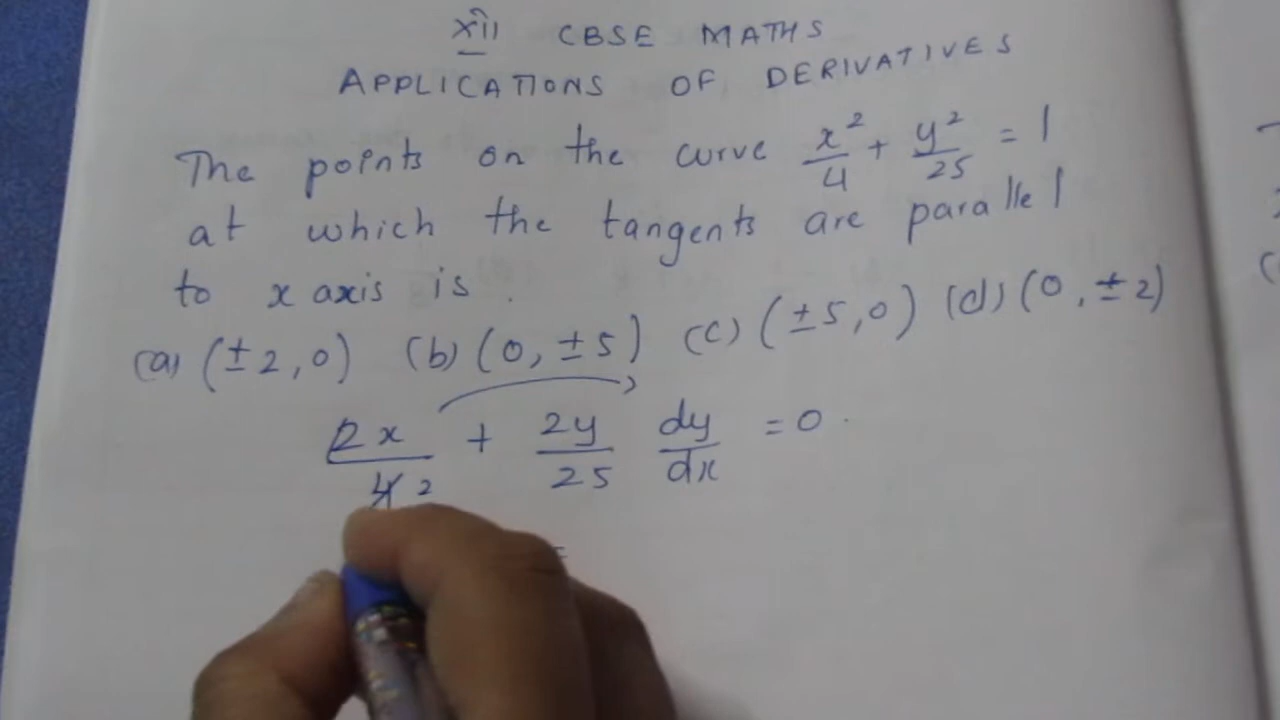 XII CBSE MATHS
APPLICATIONS OF DERIVATIVES
The points on the curve x²/4 + y²/25 = 1
at which the tangents are parallel
to x axis is.
(a) (±2,0) (b) (0,±5) (c) (±5,0) (d) (0,±2)
2x/4 2 + 2y/25 dy/dx = 0.